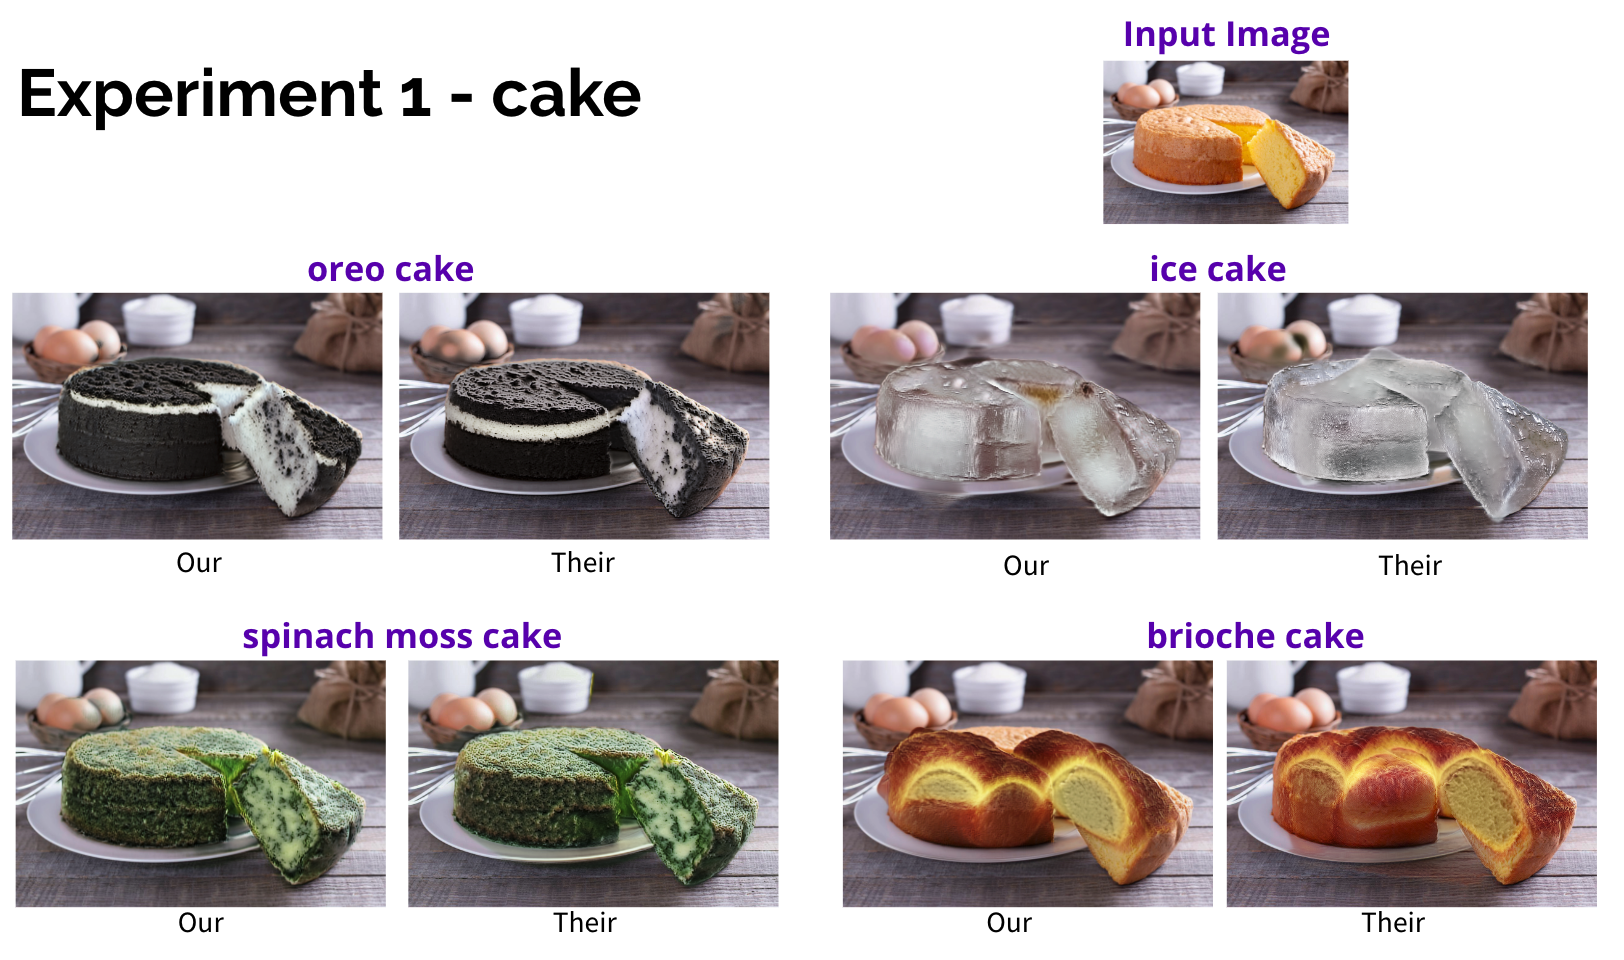 Input Image
Experiment 1 - cake
oreo cake
ice cake
Our
Their
Our
Their
spinach moss cake
brioche cake
Our
Their
Our
Their